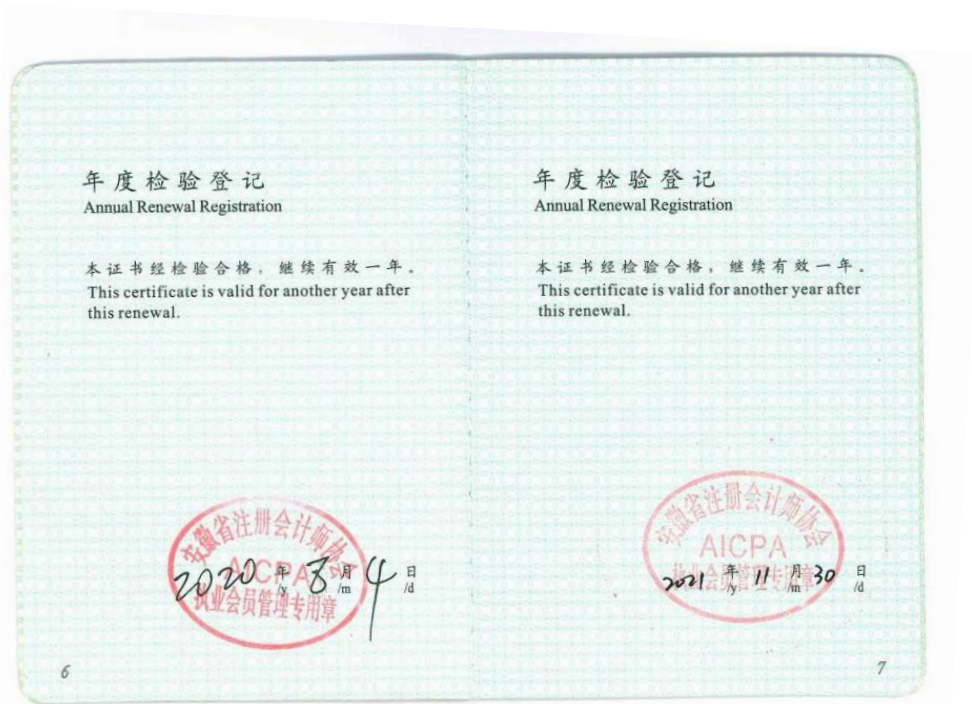 年度检验登记
Annual Renewal Registration
本证书经检验合格，继续有效一年。
This certificate is valid for another year after
this renewal.
安徽省注册会计师协会
AICPA
执业会员管理专用章
2020 年 8 月 4 日
/y /m /d
6
年度检验登记
Annual Renewal Registration
本证书经检验合格，继续有效一年。
This certificate is valid for another year after
this renewal.
安徽省注册会计师协会
AICPA
执业会员管理专用章
2021 年 11 月 30 日
/y /m /d
7